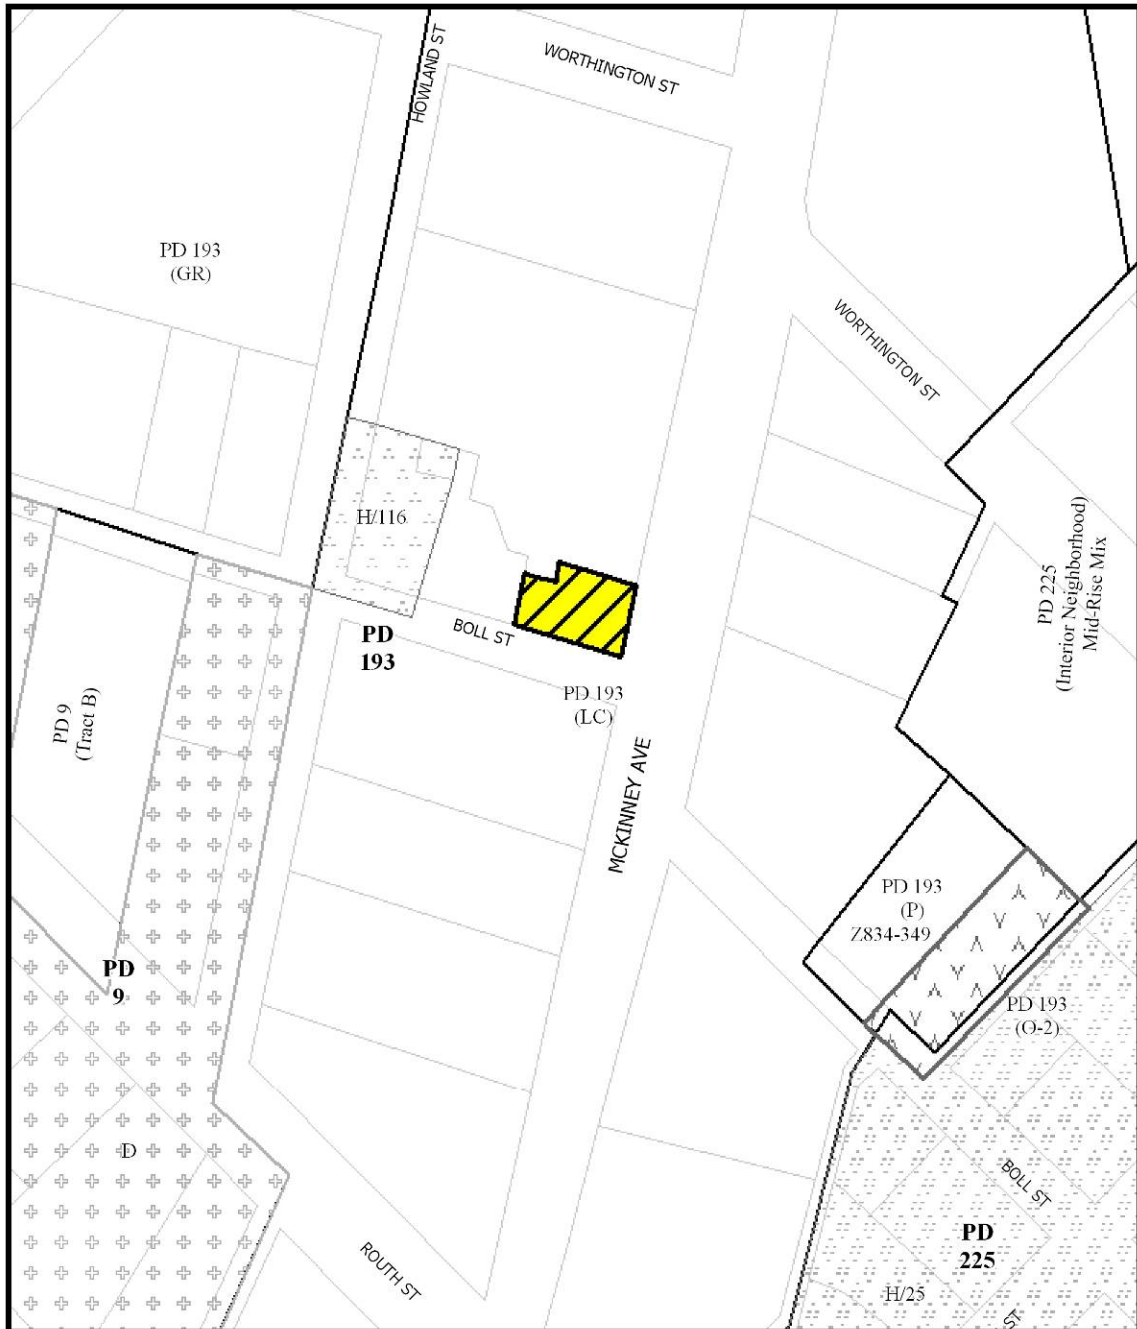 HOWLAND ST
WORTHINGTON ST
PD 193
(GR)
WORTHINGTON ST
H/116
PD 225
(Interior Neighborhood)
Mid-Rise Mix
BOLL ST
PD
193
PD 193
(LC)
PD 9
(Tract B)
MCKINNEY AVE
PD 193
(P)
Z834-349
PD
9
PD 193
(O-2)
D
BOLL ST
PD
225
ROUTH ST
H/25